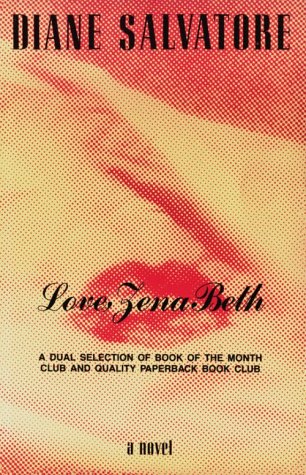 DIANE SALVATORE
Love, Zena Beth
A DUAL SELECTION OF BOOK OF THE MONTH
CLUB AND QUALITY PAPERBACK BOOK CLUB
a novel